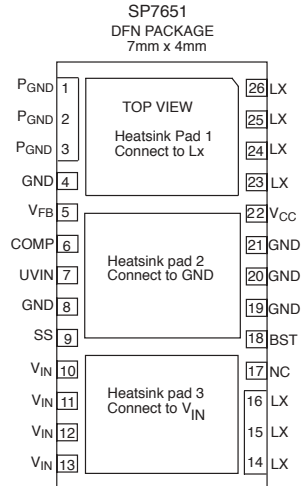 SP7651
DFN PACKAGE
7mm x 4mm
TOP VIEW
Heatsink Pad 1
Connect to Lx
Heatsink pad 2
Connect to GND
Heatsink pad 3
Connect to VIN
PGND 1
PGND 2
PGND 3
GND 4
VFB 5
COMP 6
UVIN 7
GND 8
SS 9
VIN 10
VIN 11
VIN 12
VIN 13
26 LX
25 LX
24 LX
23 LX
22 VCC
21 GND
20 GND
19 GND
18 BST
17 NC
16 LX
15 LX
14 LX